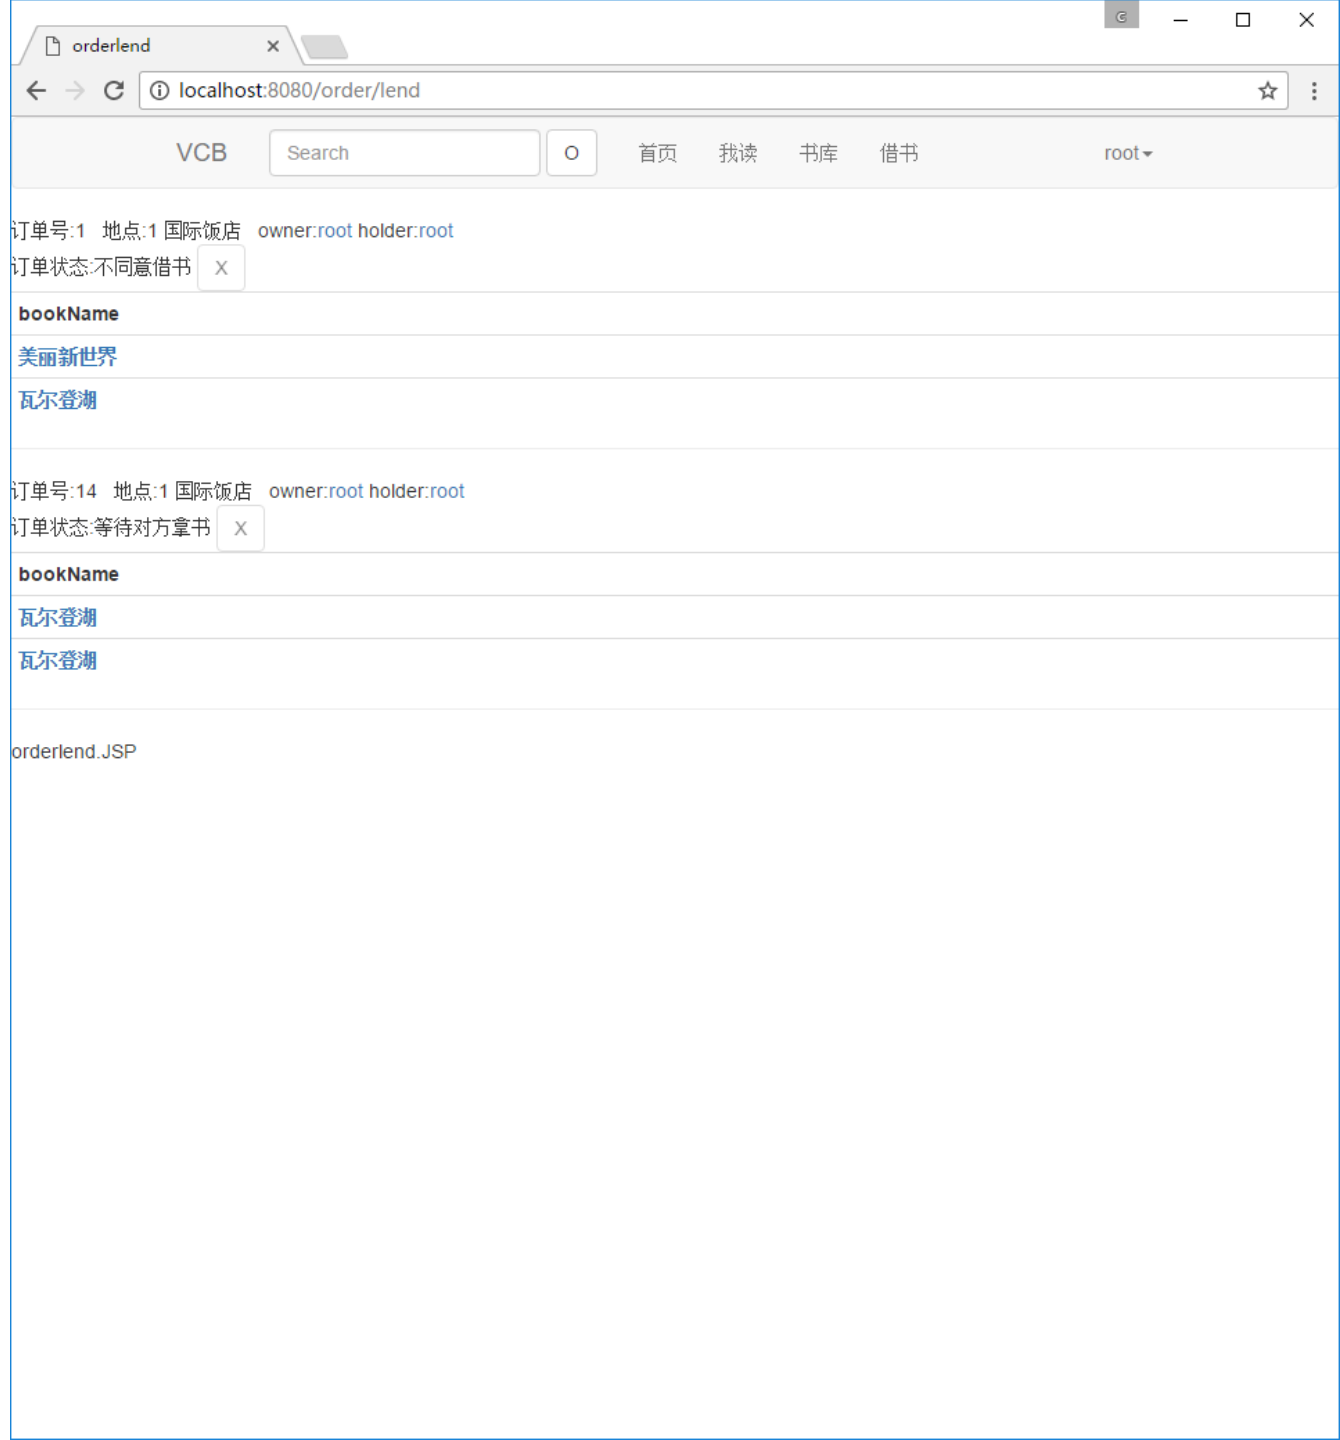 orderlend
localhost:8080/order/lend
VCB Search O 首页 我读 书库 借书 root
订单号:1 地点:1 国际饭店 owner:root holder:root
订单状态:不同意借书 X
bookName
美丽新世界
瓦尔登湖
订单号:14 地点:1 国际饭店 owner:root holder:root
订单状态:等待对方拿书 X
bookName
瓦尔登湖
瓦尔登湖
orderlend.JSP